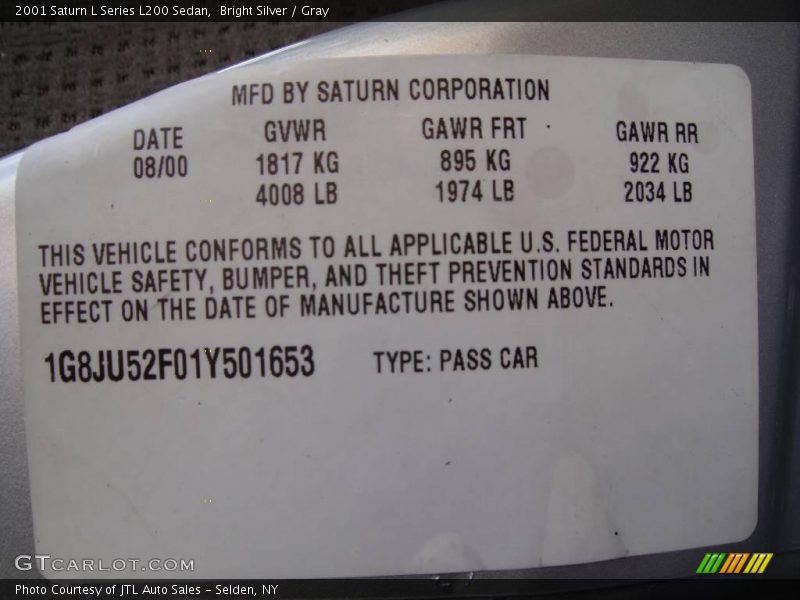 2001 Saturn L Series L200 Sedan,  Bright Silver / Gray
MFD BY SATURN CORPORATION
DATE GVWR GAWR FRT GAWR RR
08/00 1817 KG 895 KG 922 KG
4008 LB 1974 LB 2034 LB
THIS VEHICLE CONFORMS TO ALL APPLICABLE U.S. FEDERAL MOTOR
VEHICLE SAFETY, BUMPER, AND THEFT PREVENTION STANDARDS IN
EFFECT ON THE DATE OF MANUFACTURE SHOWN ABOVE.
1G8JU52F01Y501653 TYPE: PASS CAR
GTCARLOT.COM
Photo Courtesy of JTL Auto Sales - Selden, NY